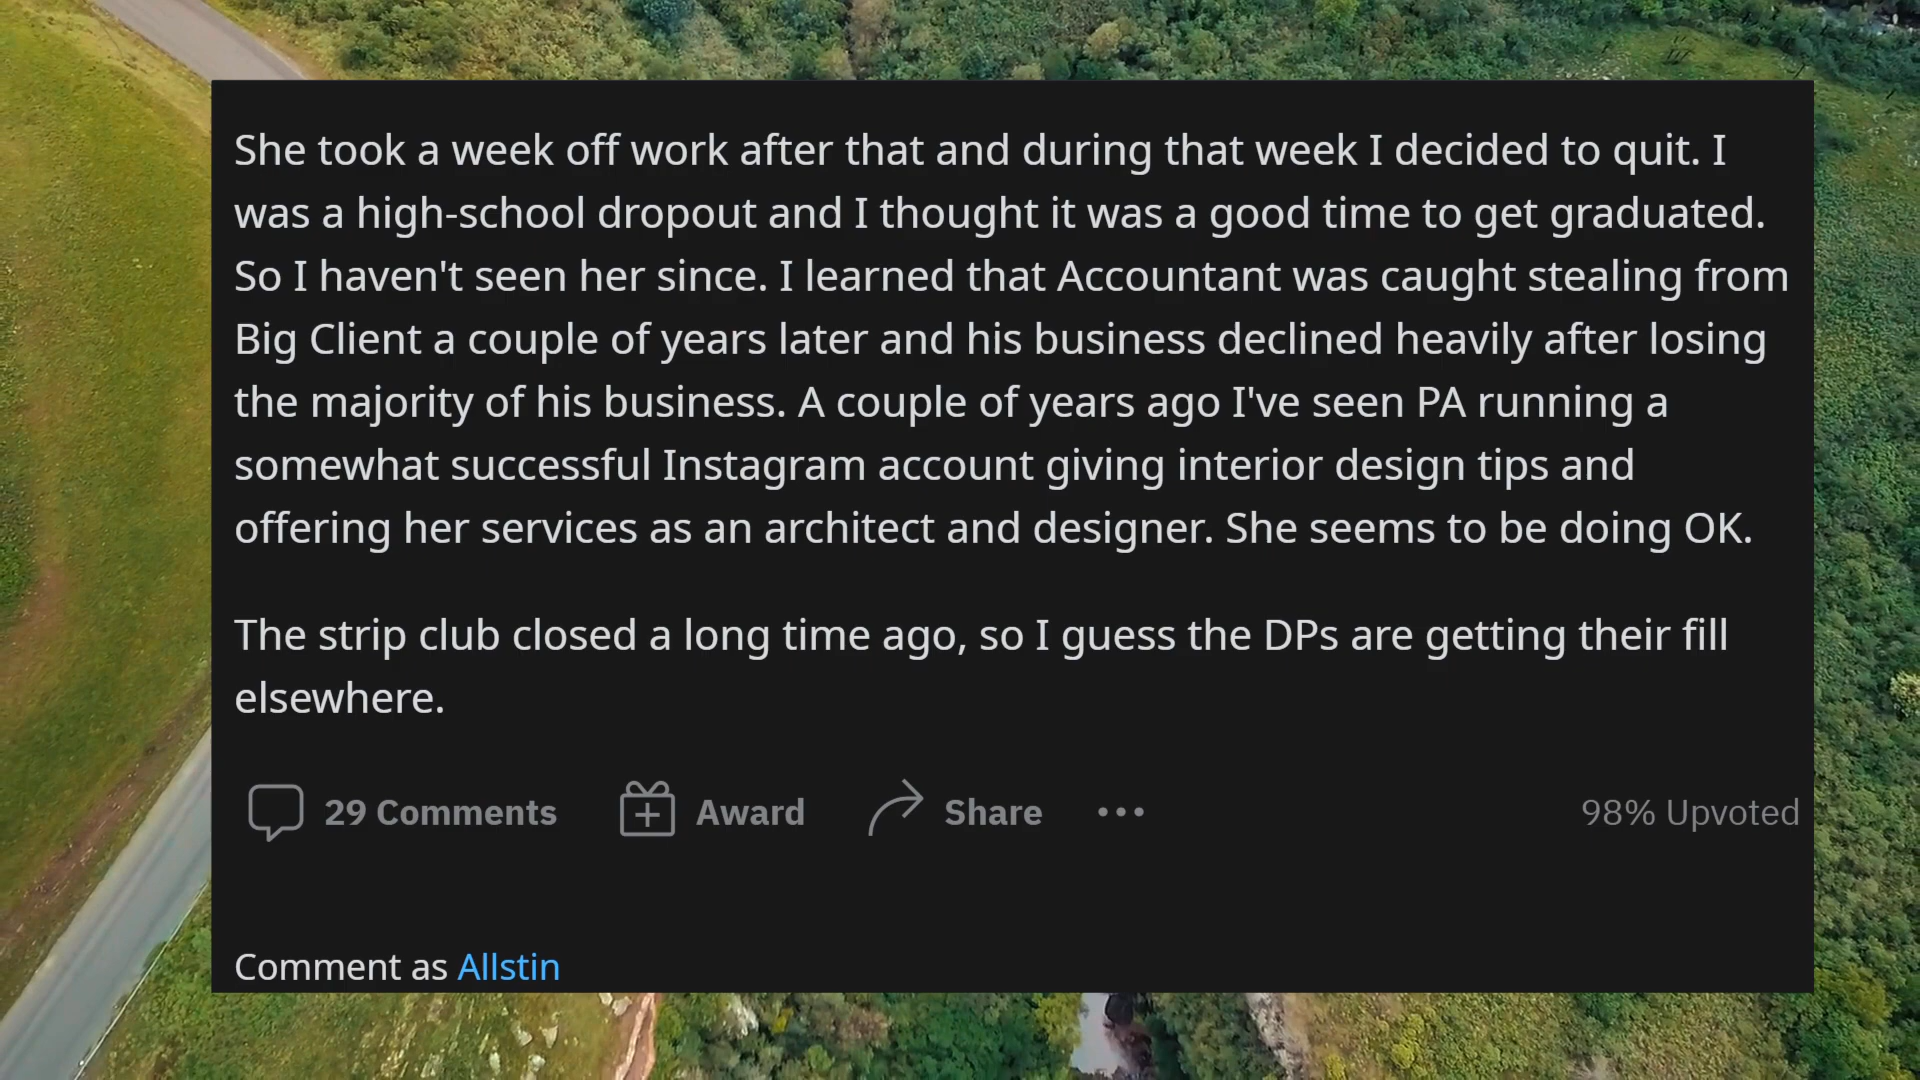 She took a week off work after that and during that week I decided to quit. I
was a high-school dropout and I thought it was a good time to get graduated.
So I haven't seen her since. I learned that Accountant was caught stealing from
Big Client a couple of years later and his business declined heavily after losing
the majority of his business. A couple of years ago I've seen PA running a
somewhat successful Instagram account giving interior design tips and
offering her services as an architect and designer. She seems to be doing OK.
The strip club closed a long time ago, so I guess the DPs are getting their fill
elsewhere.
29 Comments Award Share ••• 98% Upvoted
Comment as Allstin